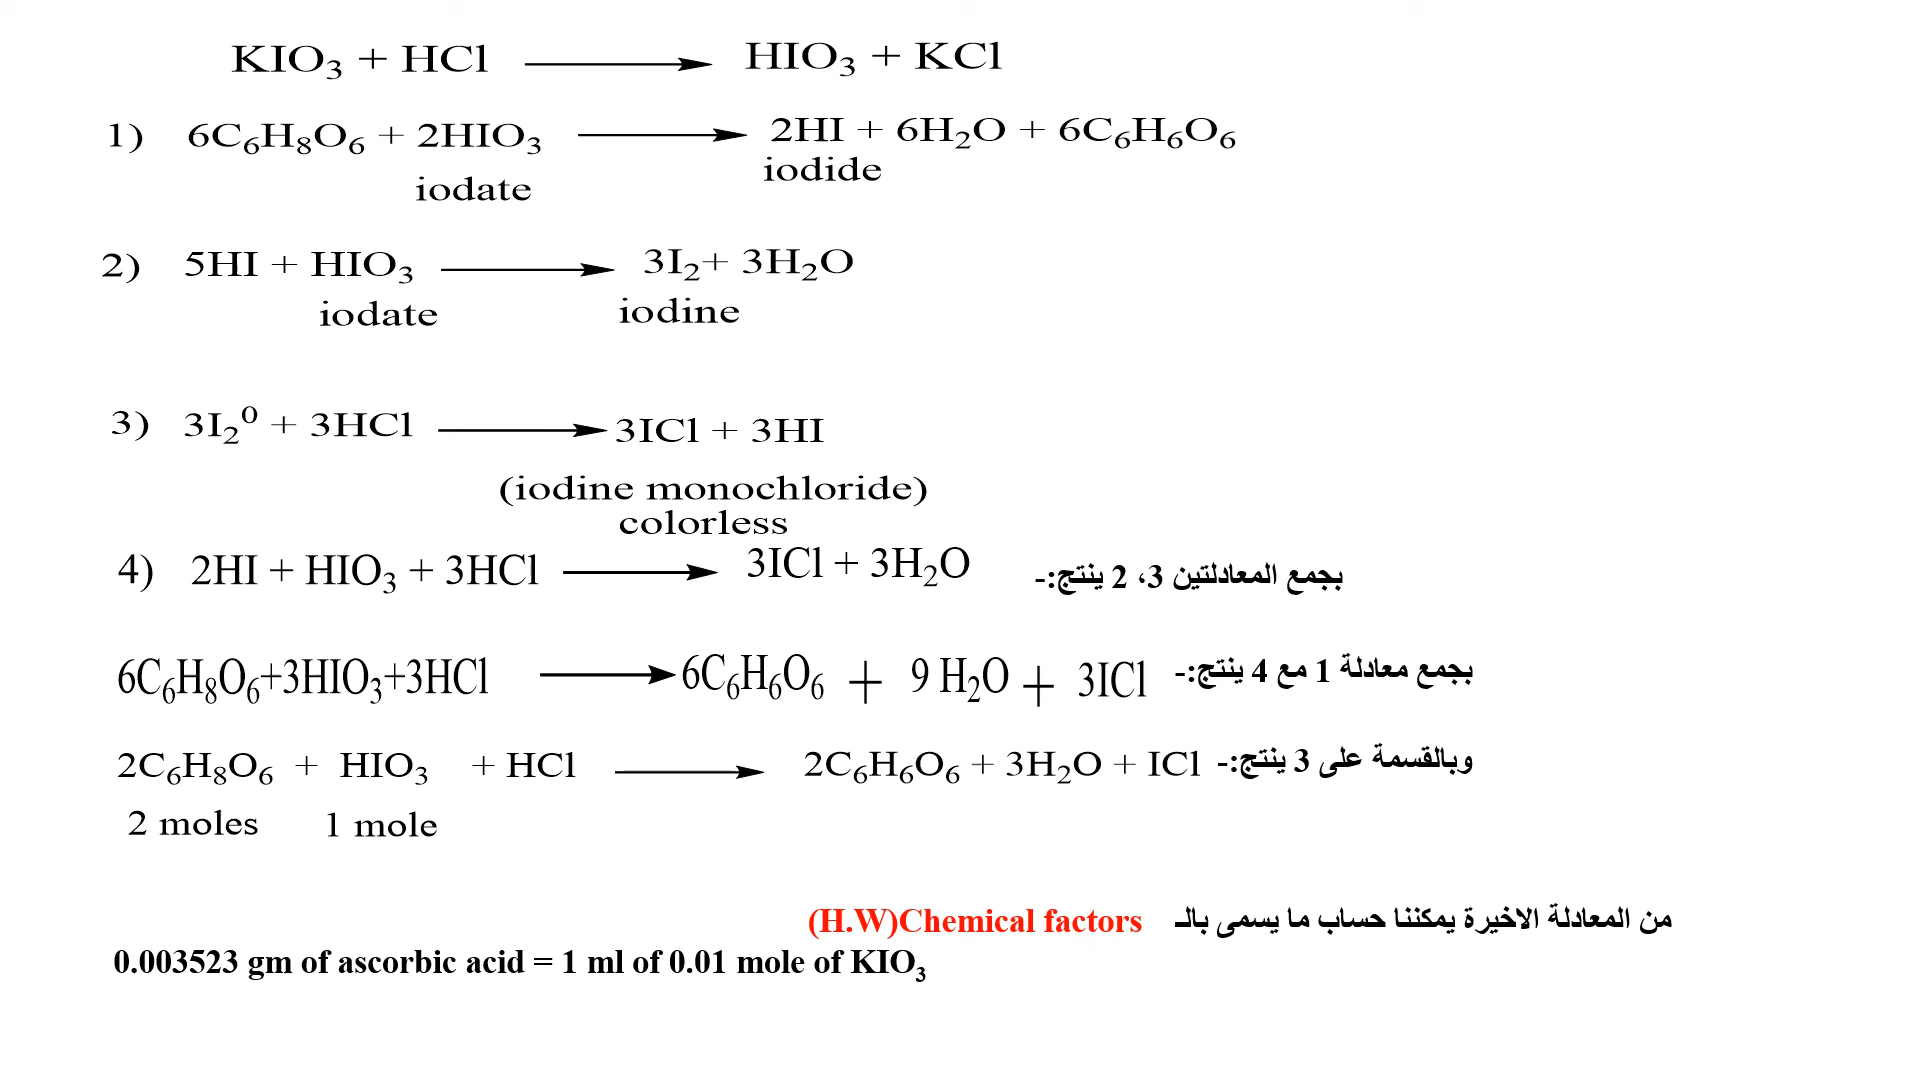 KIO₃ + HCl ⟶ HIO₃ + KCl
1) 6C₆H₈O₆ + 2HIO₃ ⟶ 2HI + 6H₂O + 6C₆H₆O₆
iodate iodide
2) 5HI + HIO₃ ⟶ 3I₂+ 3H₂O
iodate iodine
3) 3I₂⁰ + 3HCl ⟶ 3ICl + 3HI
(iodine monochloride)
colorless
4) 2HI + HIO₃ + 3HCl ⟶ 3ICl + 3H₂O بجمع المعادلتين 3، 2 ينتج:-
6C₆H₈O₆+3HIO₃+3HCl ⟶ 6C₆H₆O₆ + 9 H₂O + 3ICl بجمع معادلة 1 مع 4 ينتج:-
2C₆H₈O₆ + HIO₃ + HCl ⟶ 2C₆H₆O₆ + 3H₂O + ICl وبالقسمة على 3 ينتج:-
2 moles 1 mole
من المعادلة الاخيرة يمكننا حساب ما يسمى بالـ (H.W)Chemical factors
0.003523 gm of ascorbic acid = 1 ml of 0.01 mole of KIO₃